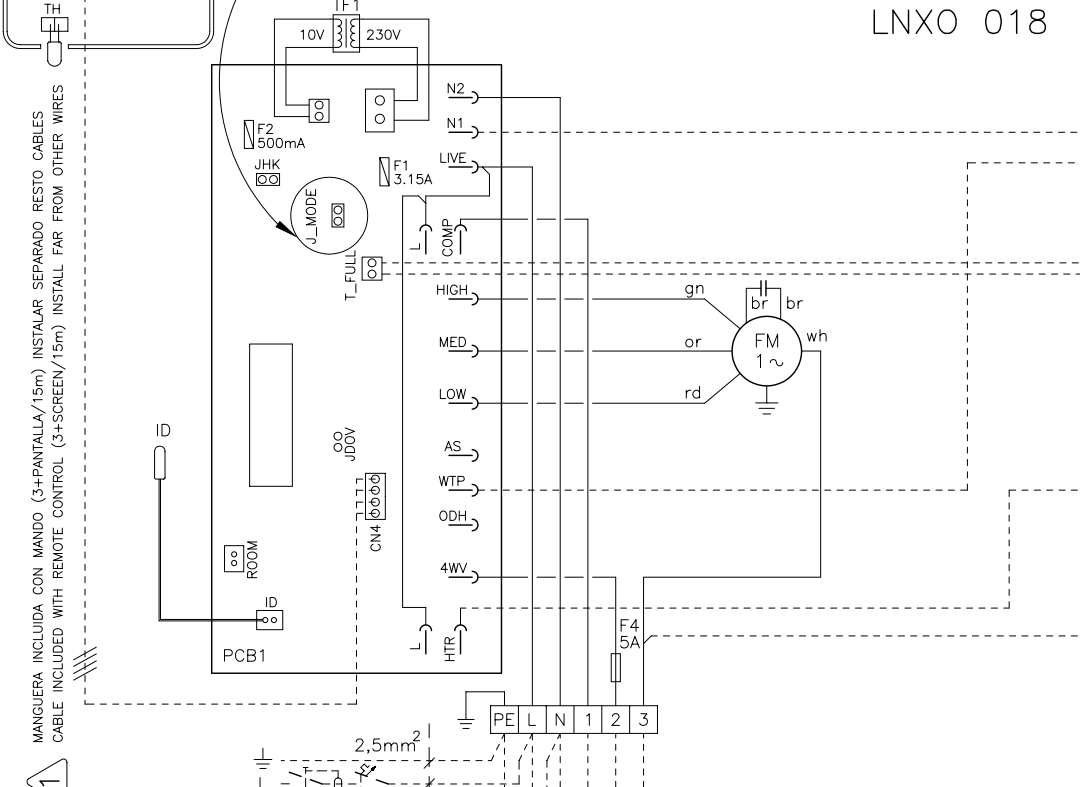 TH
TF1
LNXO 018
10V
230V
N2
N1
LIVE
F2
500mA
JHK
F1
3.15A
J_MODE
L
COMP
T_FULL
HIGH
gn
br
br
MED
or
FM
1~
wh
LOW
rd
MANGUERA INCLUIDA CON MANDO (3+PANTALLA/15m) INSTALAR SEPARADO RESTO CABLES
CABLE INCLUDED WITH REMOTE CONTROL (3+SCREEN/15m) INSTALL FAR FROM OTHER WIRES
ID
JDOV
AS
WTP
ODH
CN4
ROOM
4WV
ID
F4
5A
L
HTR
PCB1
PE
L
N
1
2
3
2,5mm²
1